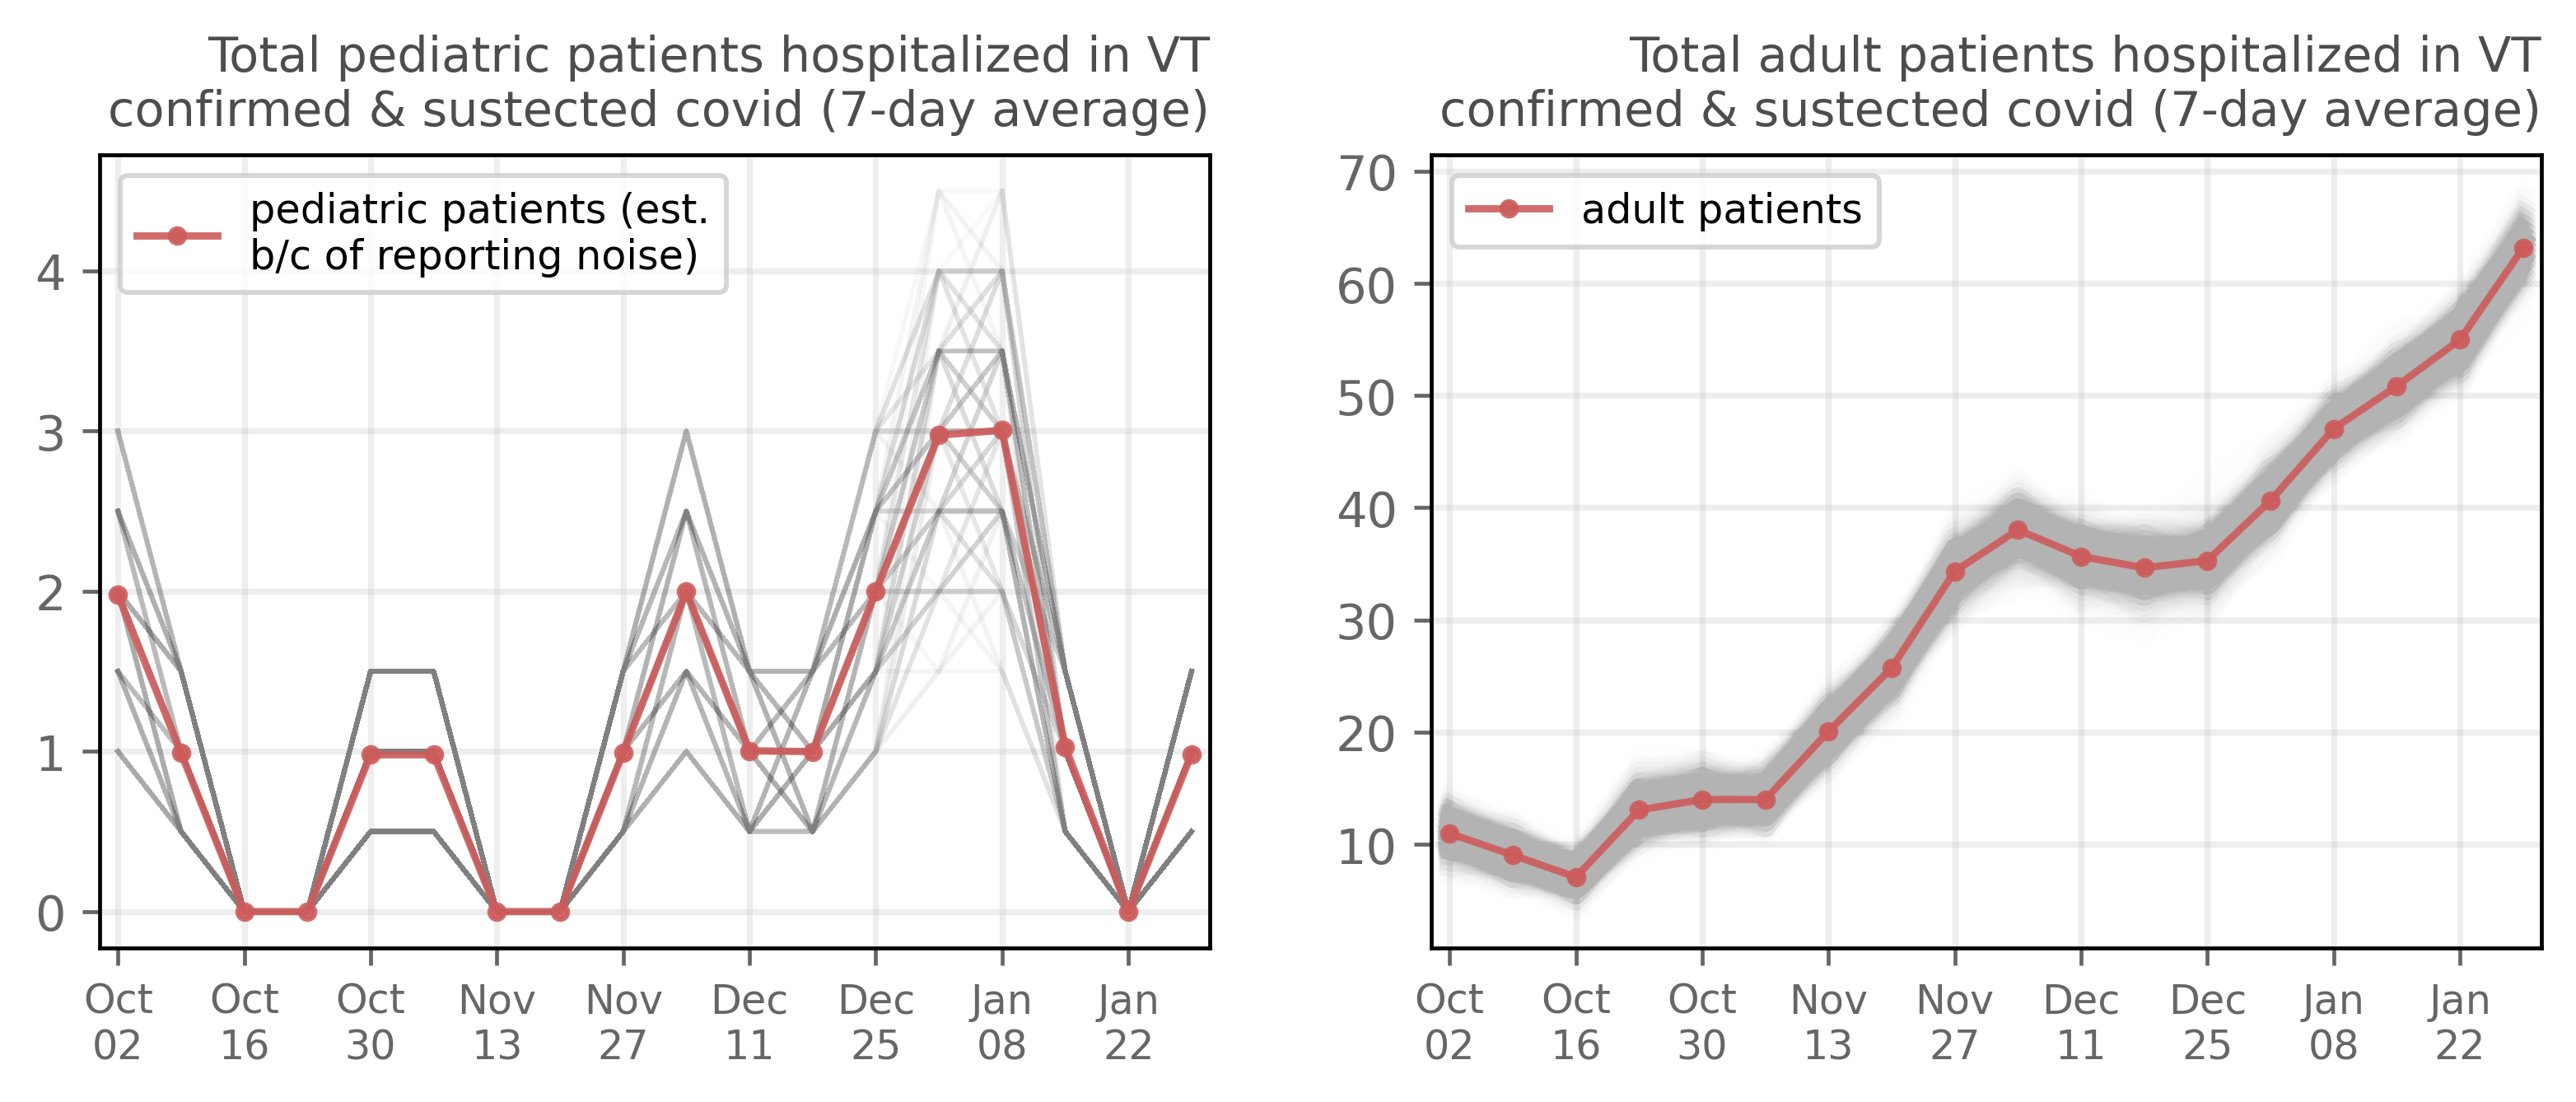 Total pediatric patients hospitalized in VT
confirmed & sustected covid (7-day average)
pediatric patients (est.
b/c of reporting noise)
4
3
2
1
0
Oct
02
Oct
16
Oct
30
Nov
13
Nov
27
Dec
11
Dec
25
Jan
08
Jan
22
Total adult patients hospitalized in VT
confirmed & sustected covid (7-day average)
adult patients
70
60
50
40
30
20
10
Oct
02
Oct
16
Oct
30
Nov
13
Nov
27
Dec
11
Dec
25
Jan
08
Jan
22